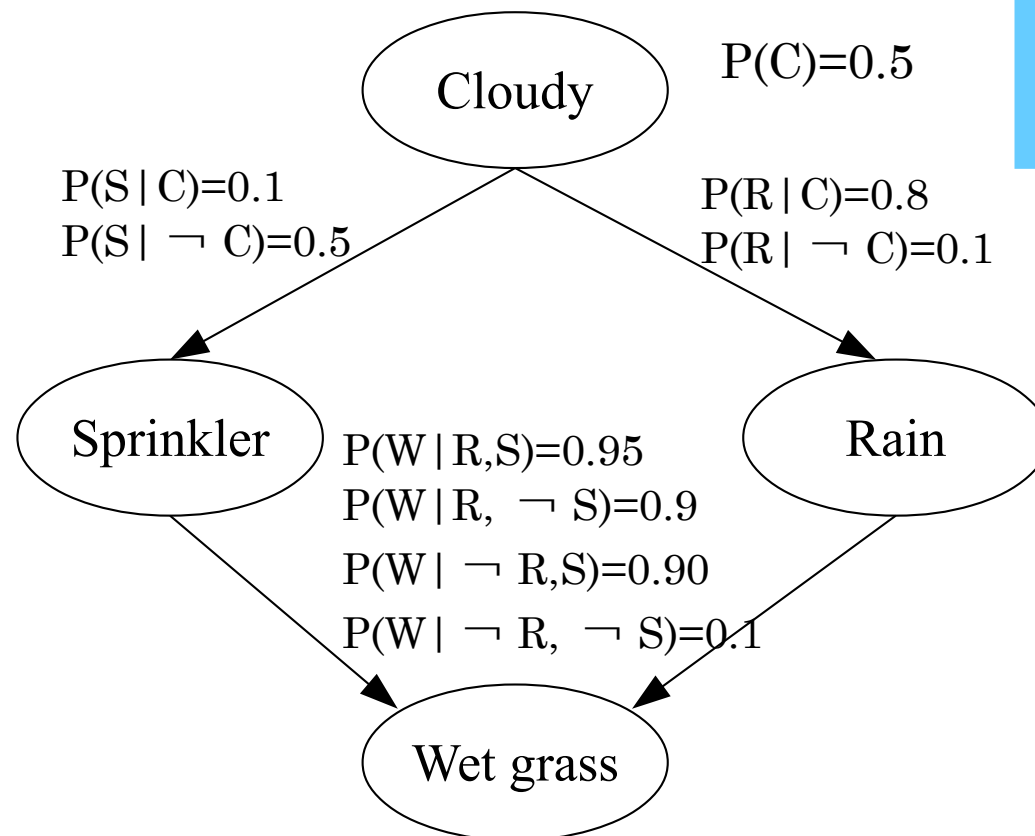 Cloudy
P(C)=0.5
P(S|C)=0.1
P(S| ¬ C)=0.5
P(R|C)=0.8
P(R| ¬ C)=0.1
Sprinkler
Rain
P(W|R,S)=0.95
P(W|R, ¬ S)=0.9
P(W| ¬ R,S)=0.90
P(W| ¬ R, ¬ S)=0.1
Wet grass